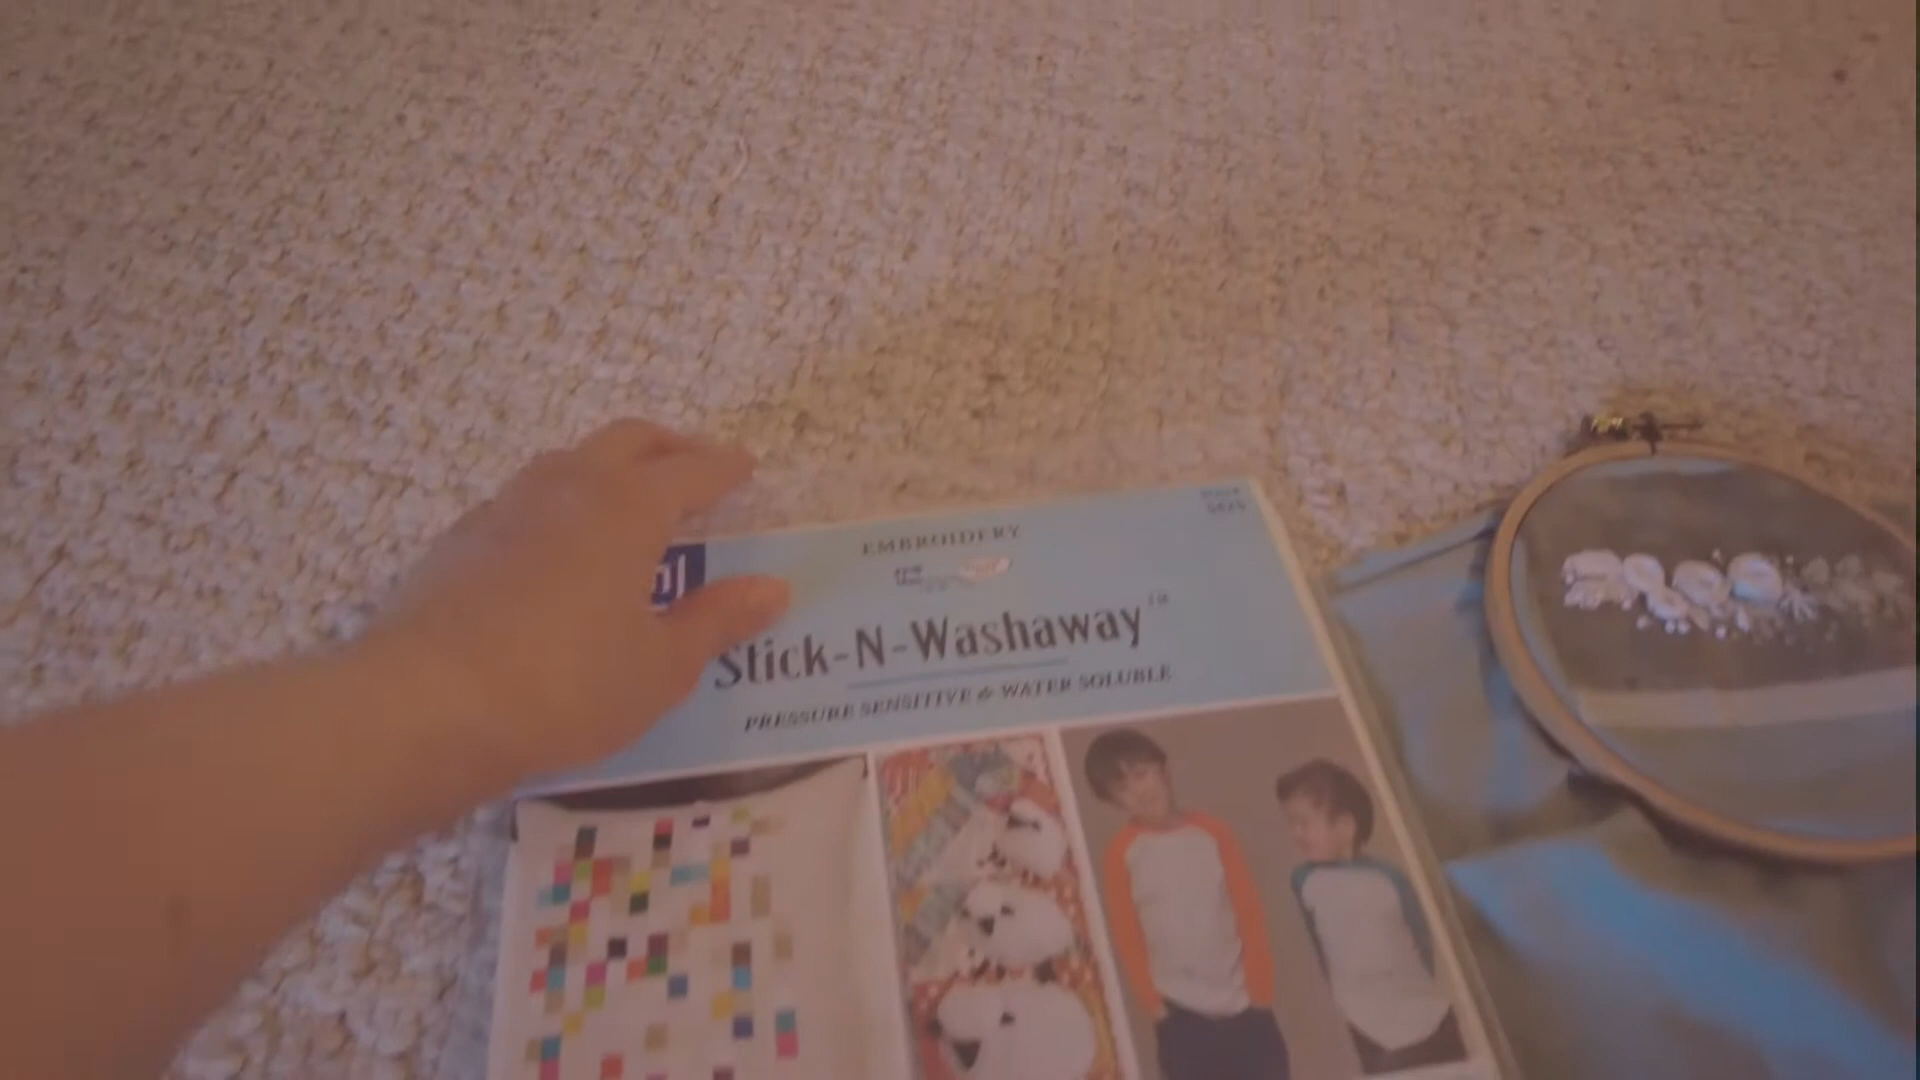 EMBROIDERY
Stick-N-Washaway™
PRESSURE SENSITIVE & WATER SOLUBLE